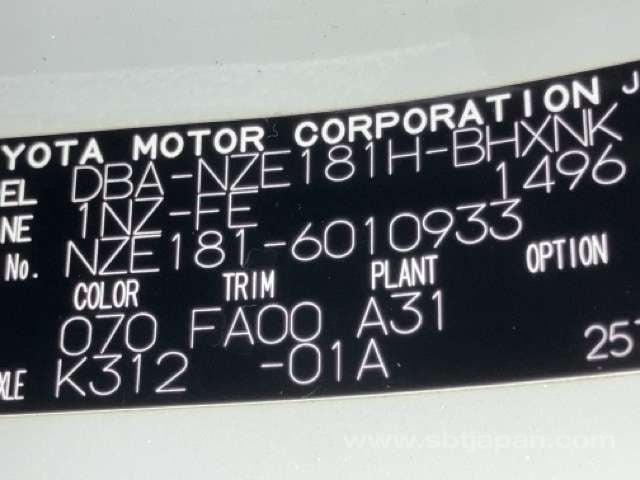 YOTA MOTOR CORPORATION J
EL DBA-NZE181H-BHXNK
NE 1NZ-FE 1496
No. NZE181-6010933
COLOR TRIM PLANT OPTION
070 FA00 A31
XLE K312 -01A 251
www.sbtjapan.com